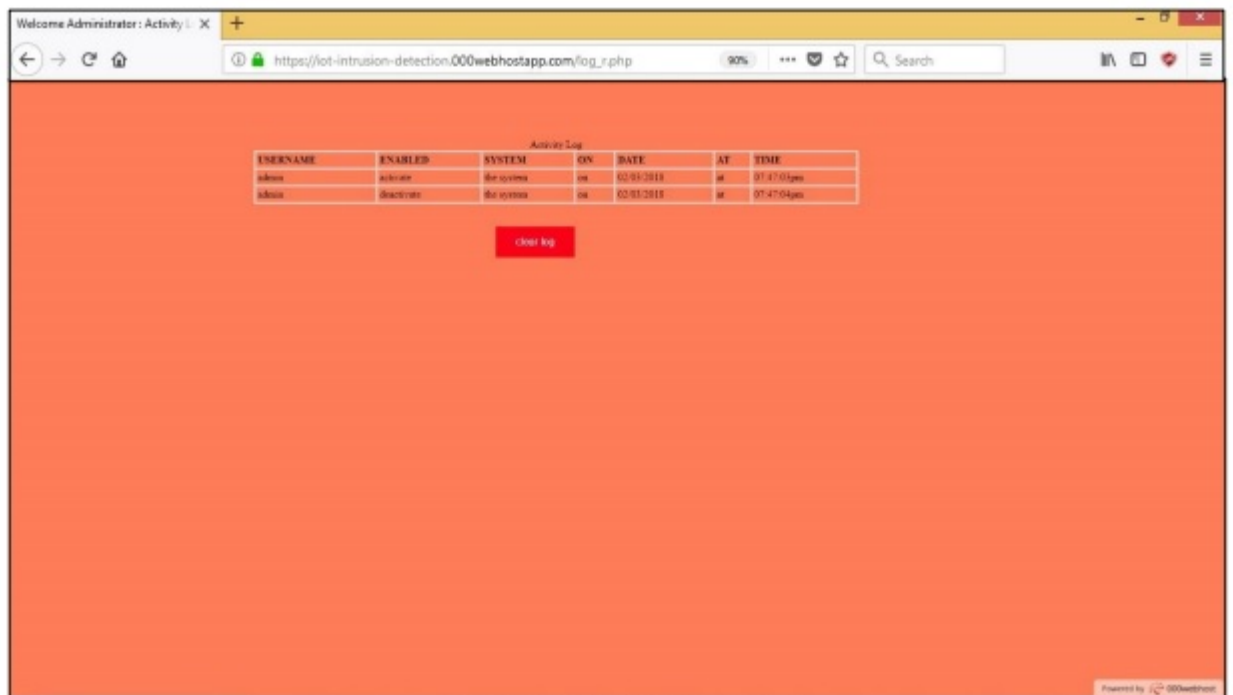 Welcome Administrator : Activity L
https://iot-intrusion-detection.000webhostapp.com/log_r.php 90% Search
Activity Log
USERNAME ENABLED SYSTEM ON DATE AT TIME
admin activate the system on 02/03/2018 at 07:47:03pm
admin deactivate the system on 02/03/2018 at 07:47:04pm
clear log
Powered by 000webhost